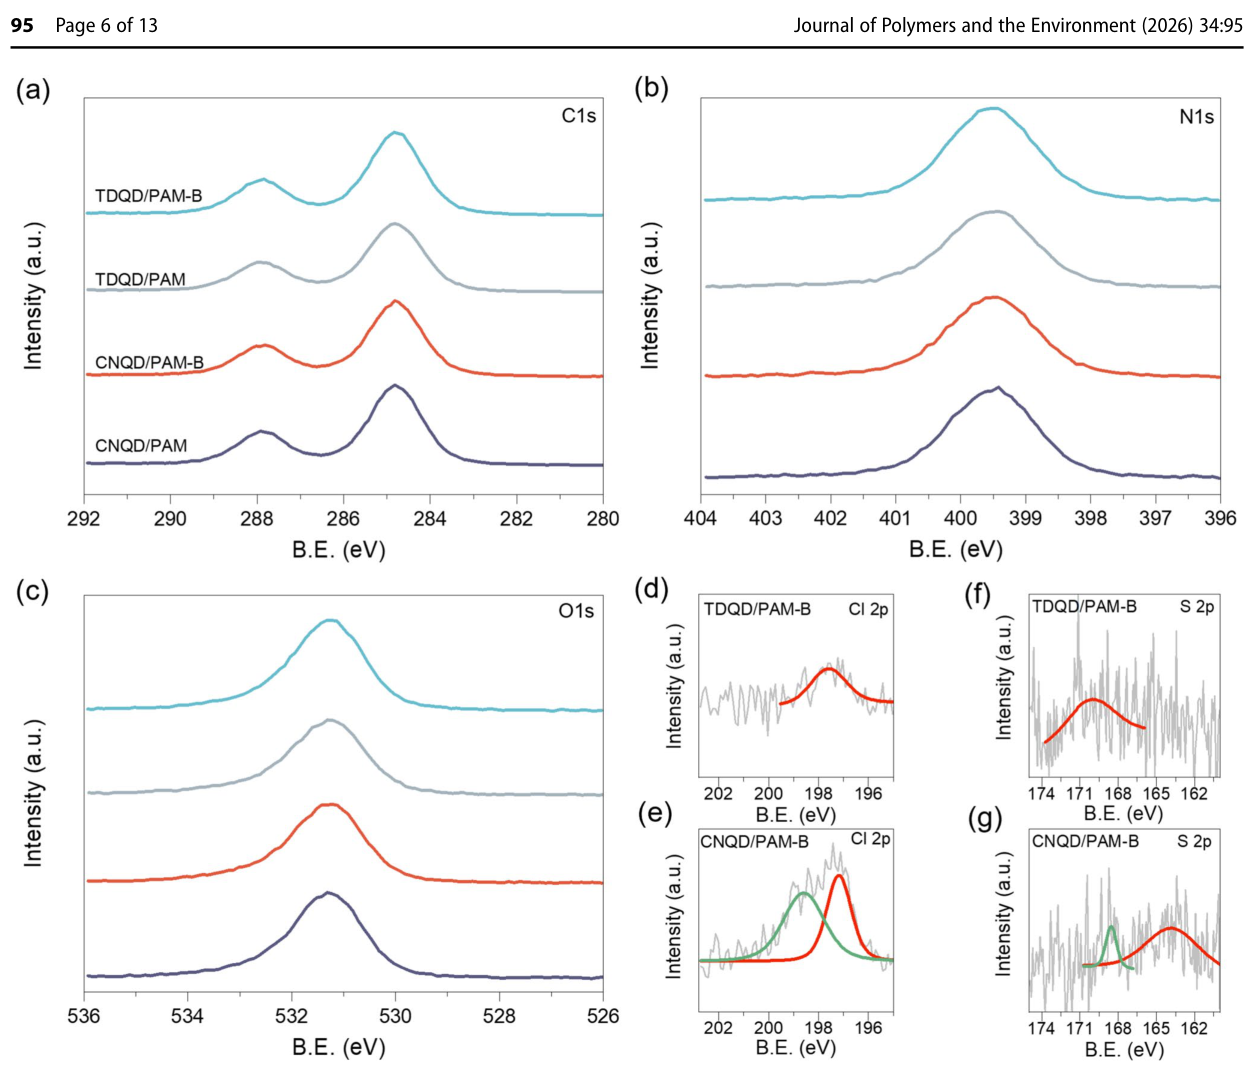 95 Page 6 of 13
Journal of Polymers and the Environment (2026) 34:95
(a)
C1s
TDQD/PAM-B
TDQD/PAM
CNQD/PAM-B
CNQD/PAM
Intensity (a.u.)
292 290 288 286 284 282 280
B.E. (eV)
(b)
N1s
Intensity (a.u.)
404 403 402 401 400 399 398 397 396
B.E. (eV)
(c)
O1s
Intensity (a.u.)
536 534 532 530 528 526
B.E. (eV)
(d)
TDQD/PAM-B Cl 2p
Intensity (a.u.)
202 200 198 196
B.E. (eV)
(e)
CNQD/PAM-B Cl 2p
Intensity (a.u.)
202 200 198 196
B.E. (eV)
(f)
TDQD/PAM-B S 2p
Intensity (a.u.)
174 171 168 165 162
B.E. (eV)
(g)
CNQD/PAM-B S 2p
Intensity (a.u.)
174 171 168 165 162
B.E. (eV)